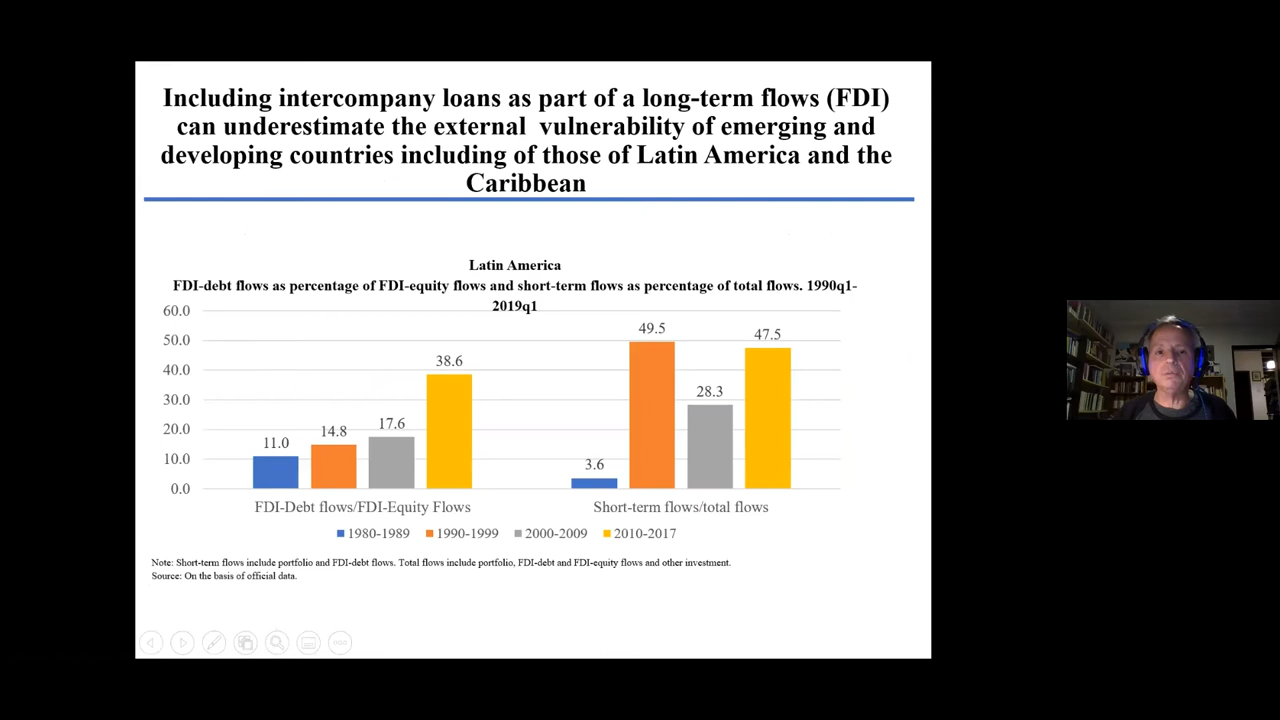 Including intercompany loans as part of a long-term flows (FDI)
can underestimate the external vulnerability of emerging and
developing countries including of those of Latin America and the
Caribbean
Latin America
FDI-debt flows as percentage of FDI-equity flows and short-term flows as percentage of total flows. 1990q1-
2019q1
60.0
50.0
40.0
30.0
20.0
10.0
0.0
11.0
14.8
17.6
38.6
3.6
49.5
28.3
47.5
FDI-Debt flows/FDI-Equity Flows
Short-term flows/total flows
1980-1989 1990-1999 2000-2009 2010-2017
Note: Short-term flows include portfolio and FDI-debt flows. Total flows include portfolio, FDI-debt and FDI-equity flows and other investment.
Source: On the basis of official data.